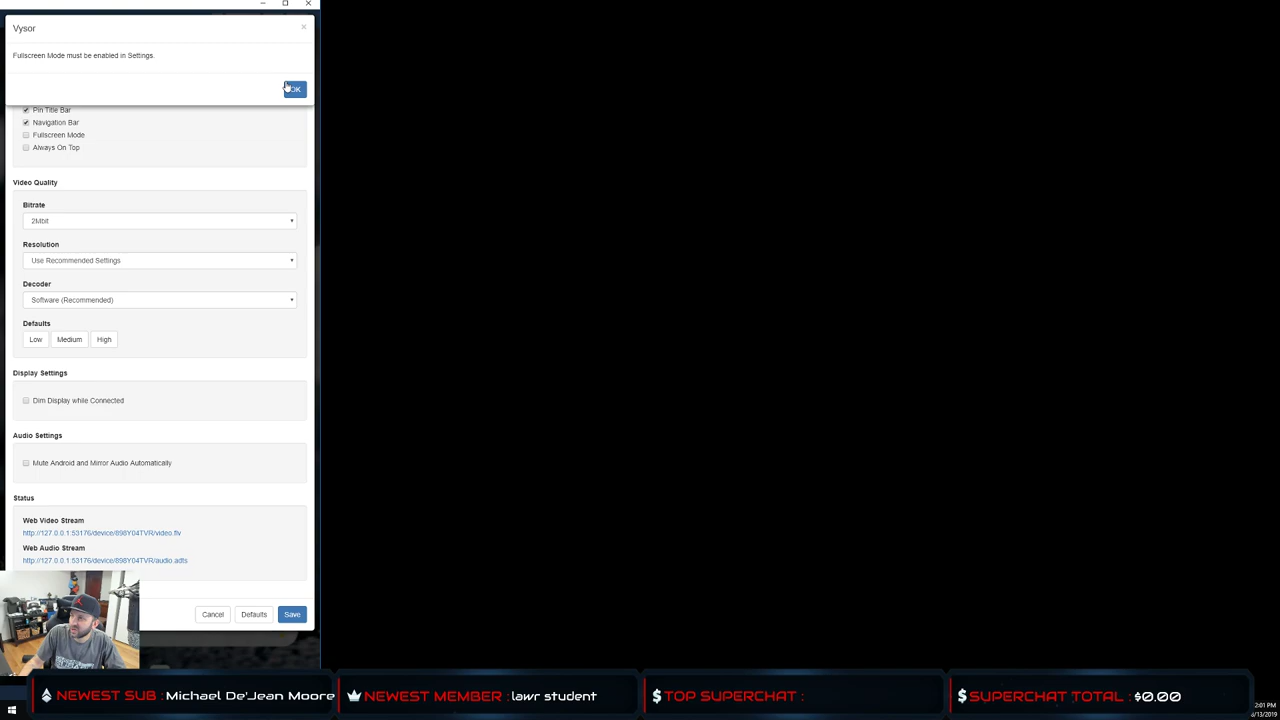 Vysor
×
Fullscreen Mode must be enabled in Settings.
OK
Pin Title Bar
Navigation Bar
Fullscreen Mode
Always On Top
Video Quality
Bitrate
2Mbit
Resolution
Use Recommended Settings
Decoder
Software (Recommended)
Defaults
Low Medium High
Display Settings
Dim Display while Connected
Audio Settings
Mute Android and Mirror Audio Automatically
Status
Web Video Stream
http://127.0.0.1:53176/device/898Y04TVR/video.flv
Web Audio Stream
http://127.0.0.1:53176/device/898Y04TVR/audio.adts
Cancel Defaults Save
NEWEST SUB : Michael De'Jean Moore
NEWEST MEMBER : lawr student
$ TOP SUPERCHAT :
$ SUPERCHAT TOTAL : $0.00
2:01 PM